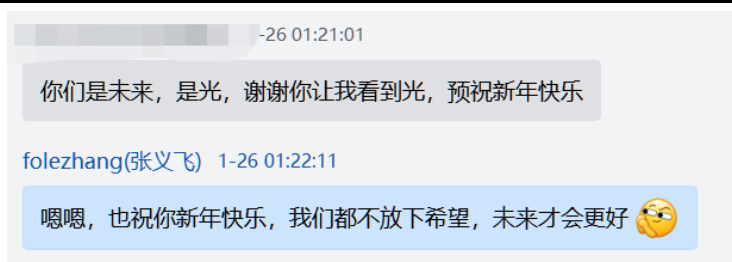 -26 01:21:01
你们是未来，是光，谢谢你让我看到光，预祝新年快乐
folezhang(张义飞) 1-26 01:22:11
嗯嗯，也祝你新年快乐，我们都不放下希望，未来才会更好